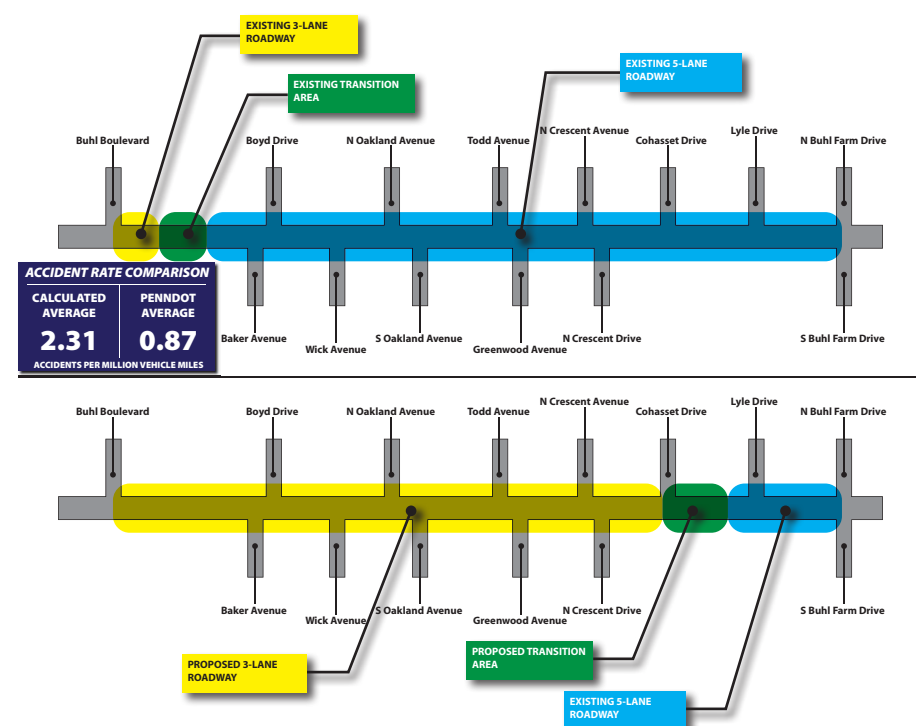 EXISTING 3-LANE
ROADWAY
EXISTING TRANSITION
AREA
EXISTING 5-LANE
ROADWAY
Buhl Boulevard
Boyd Drive
N Oakland Avenue
Todd Avenue
N Crescent Avenue
Cohasset Drive
Lyle Drive
N Buhl Farm Drive
ACCIDENT RATE COMPARISON
CALCULATED
AVERAGE
2.31
PENNDOT
AVERAGE
0.87
ACCIDENTS PER MILLION VEHICLE MILES
Baker Avenue
Wick Avenue
S Oakland Avenue
Greenwood Avenue
N Crescent Drive
S Buhl Farm Drive
Buhl Boulevard
Boyd Drive
N Oakland Avenue
Todd Avenue
N Crescent Avenue
Cohasset Drive
Lyle Drive
N Buhl Farm Drive
Baker Avenue
Wick Avenue
S Oakland Avenue
Greenwood Avenue
N Crescent Drive
S Buhl Farm Drive
PROPOSED 3-LANE
ROADWAY
PROPOSED TRANSITION
AREA
EXISTING 5-LANE
ROADWAY